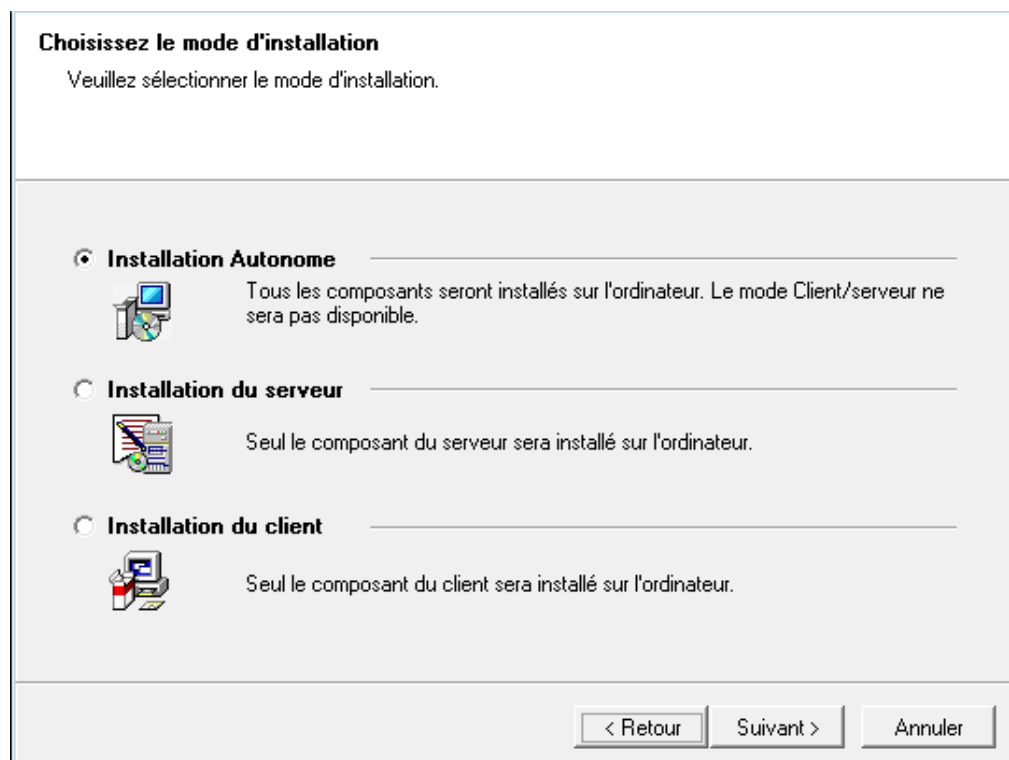 Choisissez le mode d'installation
Veuillez sélectionner le mode d'installation.
Installation Autonome
Tous les composants seront installés sur l'ordinateur. Le mode Client/serveur ne
sera pas disponible.
Installation du serveur
Seul le composant du serveur sera installé sur l'ordinateur.
Installation du client
Seul le composant du client sera installé sur l'ordinateur.
< Retour Suivant > Annuler